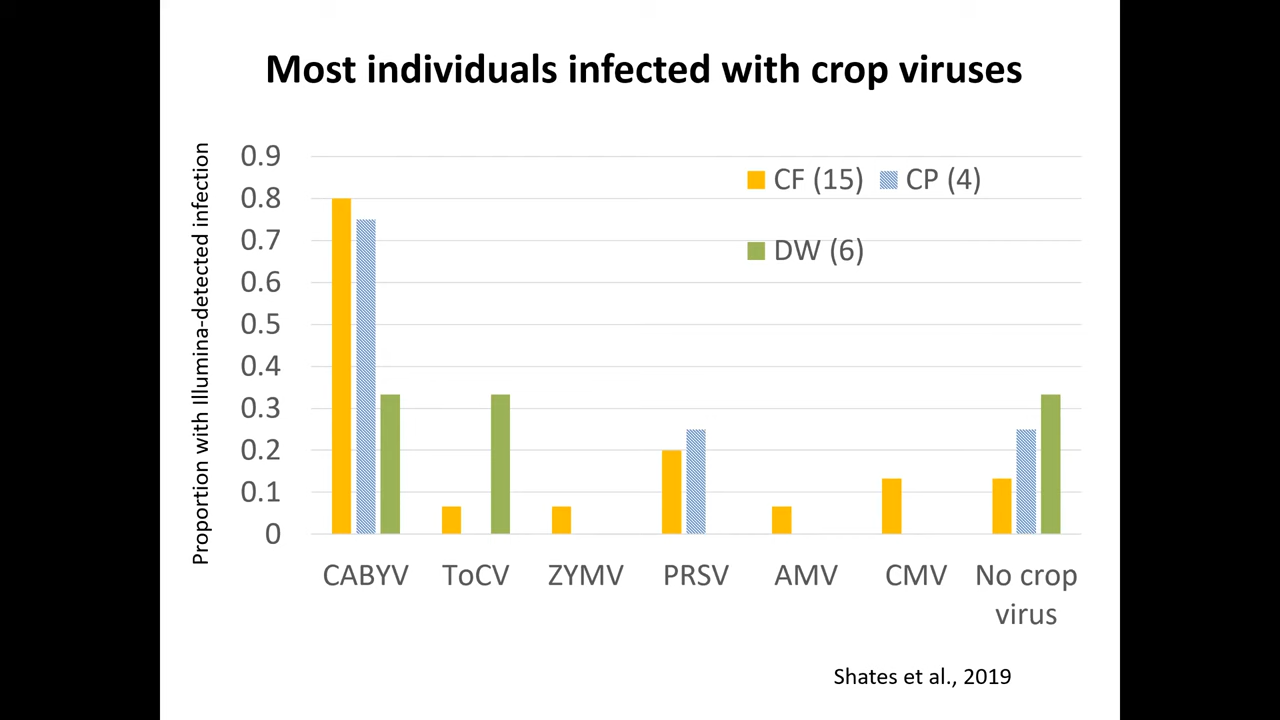 Most individuals infected with crop viruses
Proportion with Illumina-detected infection
0.9
0.8
0.7
0.6
0.5
0.4
0.3
0.2
0.1
0
CF (15) CP (4)
DW (6)
CABYV ToCV ZYMV PRSV AMV CMV No crop
virus
Shates et al., 2019